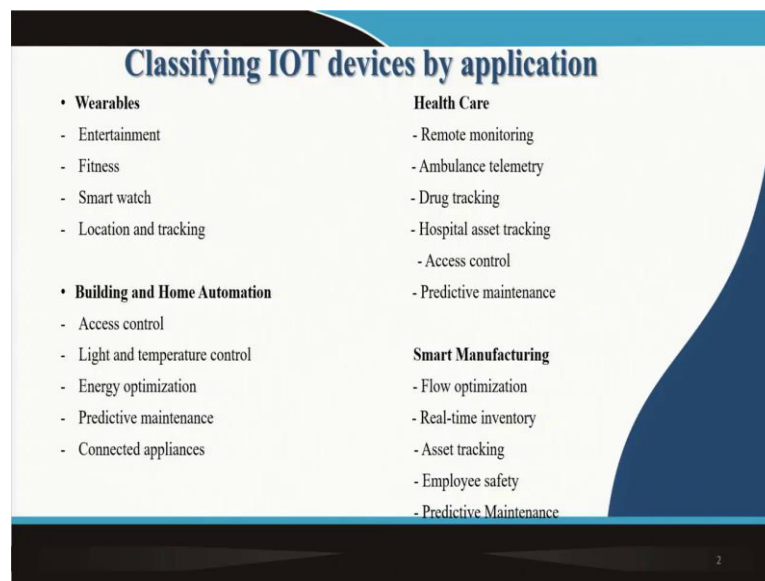 Classifying IOT devices by application
• Wearables
- Entertainment
- Fitness
- Smart watch
- Location and tracking
• Building and Home Automation
- Access control
- Light and temperature control
- Energy optimization
- Predictive maintenance
- Connected appliances
Health Care
- Remote monitoring
- Ambulance telemetry
- Drug tracking
- Hospital asset tracking
- Access control
- Predictive maintenance
Smart Manufacturing
- Flow optimization
- Real-time inventory
- Asset tracking
- Employee safety
- Predictive Maintenance
2